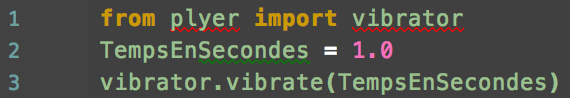 1 from plyer import vibrator
2 TempsEnSecondes = 1.0
3 vibrator.vibrate(TempsEnSecondes)